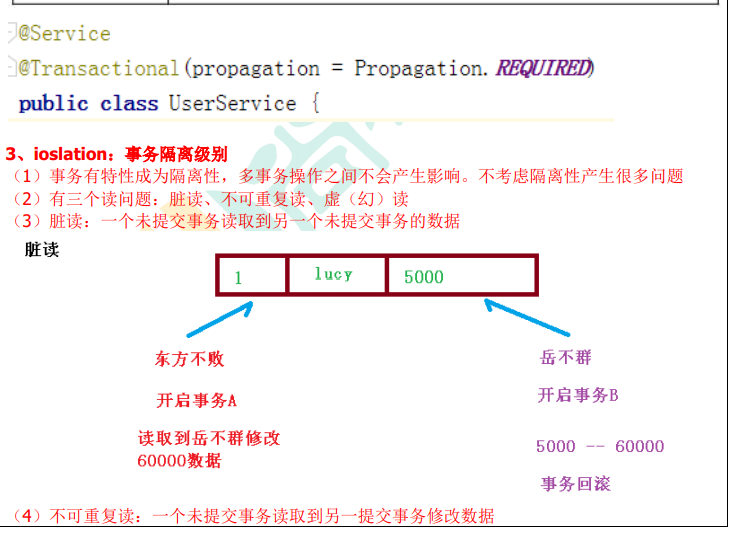 @Service
@Transactional(propagation = Propagation.REQUIRED)
public class UserService {
3、ioslation：事务隔离级别
（1）事务有特性成为隔离性，多事务操作之间不会产生影响。不考虑隔离性产生很多问题
（2）有三个读问题：脏读、不可重复读、虚（幻）读
（3）脏读：一个未提交事务读取到另一个未提交事务的数据
脏读
1 lucy 5000
东方不败 岳不群
开启事务A 开启事务B
读取到岳不群修改
60000数据
5000 -- 60000
事务回滚
（4）不可重复读：一个未提交事务读取到另一提交事务修改数据